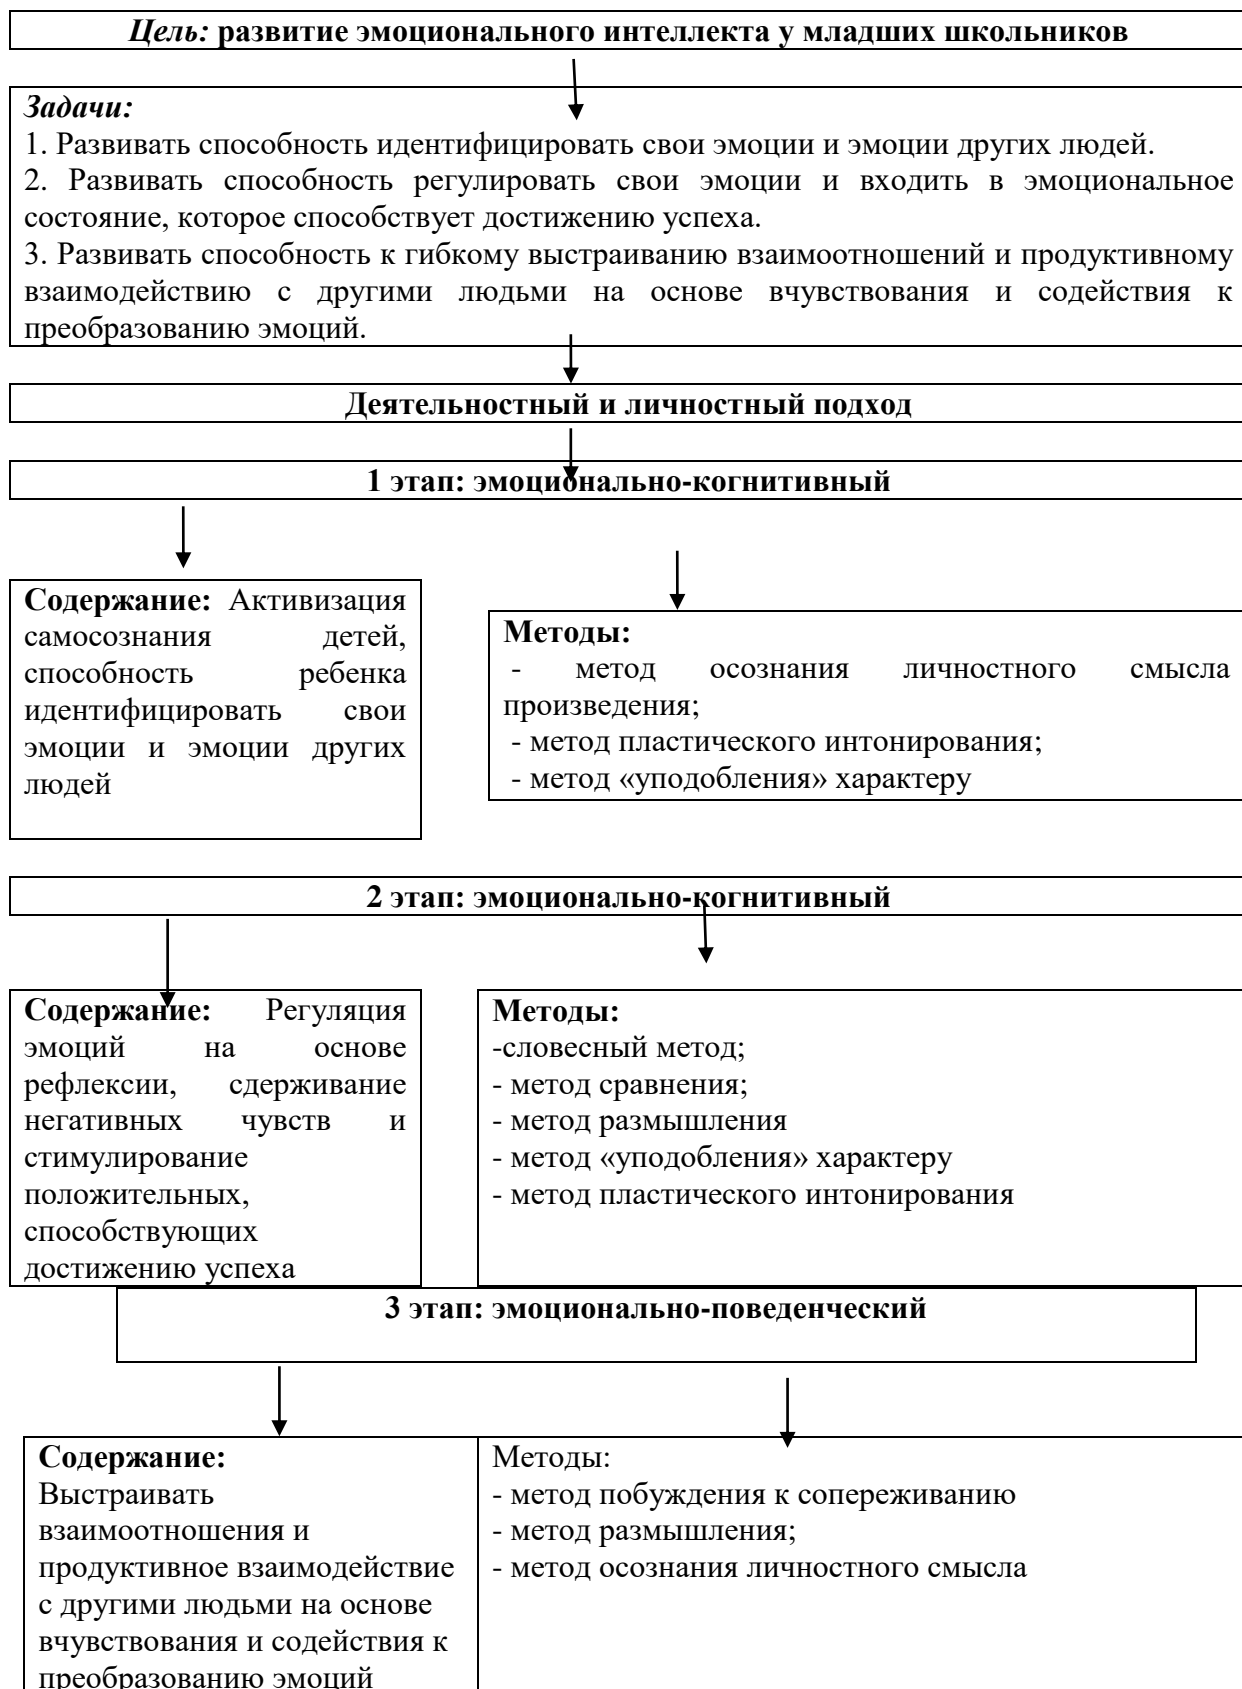 Цель: развитие эмоционального интеллекта у младших школьников
Задачи:
1. Развивать способность идентифицировать свои эмоции и эмоции других людей.
2. Развивать способность регулировать свои эмоции и входить в эмоциональное
состояние, которое способствует достижению успеха.
3. Развивать способность к гибкому выстраиванию взаимоотношений и продуктивному
взаимодействию с другими людьми на основе вчувствования и содействия к
преобразованию эмоций.
Деятельностный и личностный подход
1 этап: эмоционально-когнитивный
Содержание: Активизация
самосознания детей,
способность ребенка
идентифицировать свои
эмоции и эмоции других
людей
Методы:
- метод осознания личностного смысла
произведения;
- метод пластического интонирования;
- метод «уподобления» характеру
2 этап: эмоционально-когнитивный
Содержание: Регуляция
эмоций на основе
рефлексии, сдерживание
негативных чувств и
стимулирование
положительных,
способствующих
достижению успеха
Методы:
-словесный метод;
- метод сравнения;
- метод размышления
- метод «уподобления» характеру
- метод пластического интонирования
3 этап: эмоционально-поведенческий
Содержание:
Выстраивать
взаимоотношения и
продуктивное взаимодействие
с другими людьми на основе
вчувствования и содействия к
преобразованию эмоций
Методы:
- метод побуждения к сопереживанию
- метод размышления;
- метод осознания личностного смысла